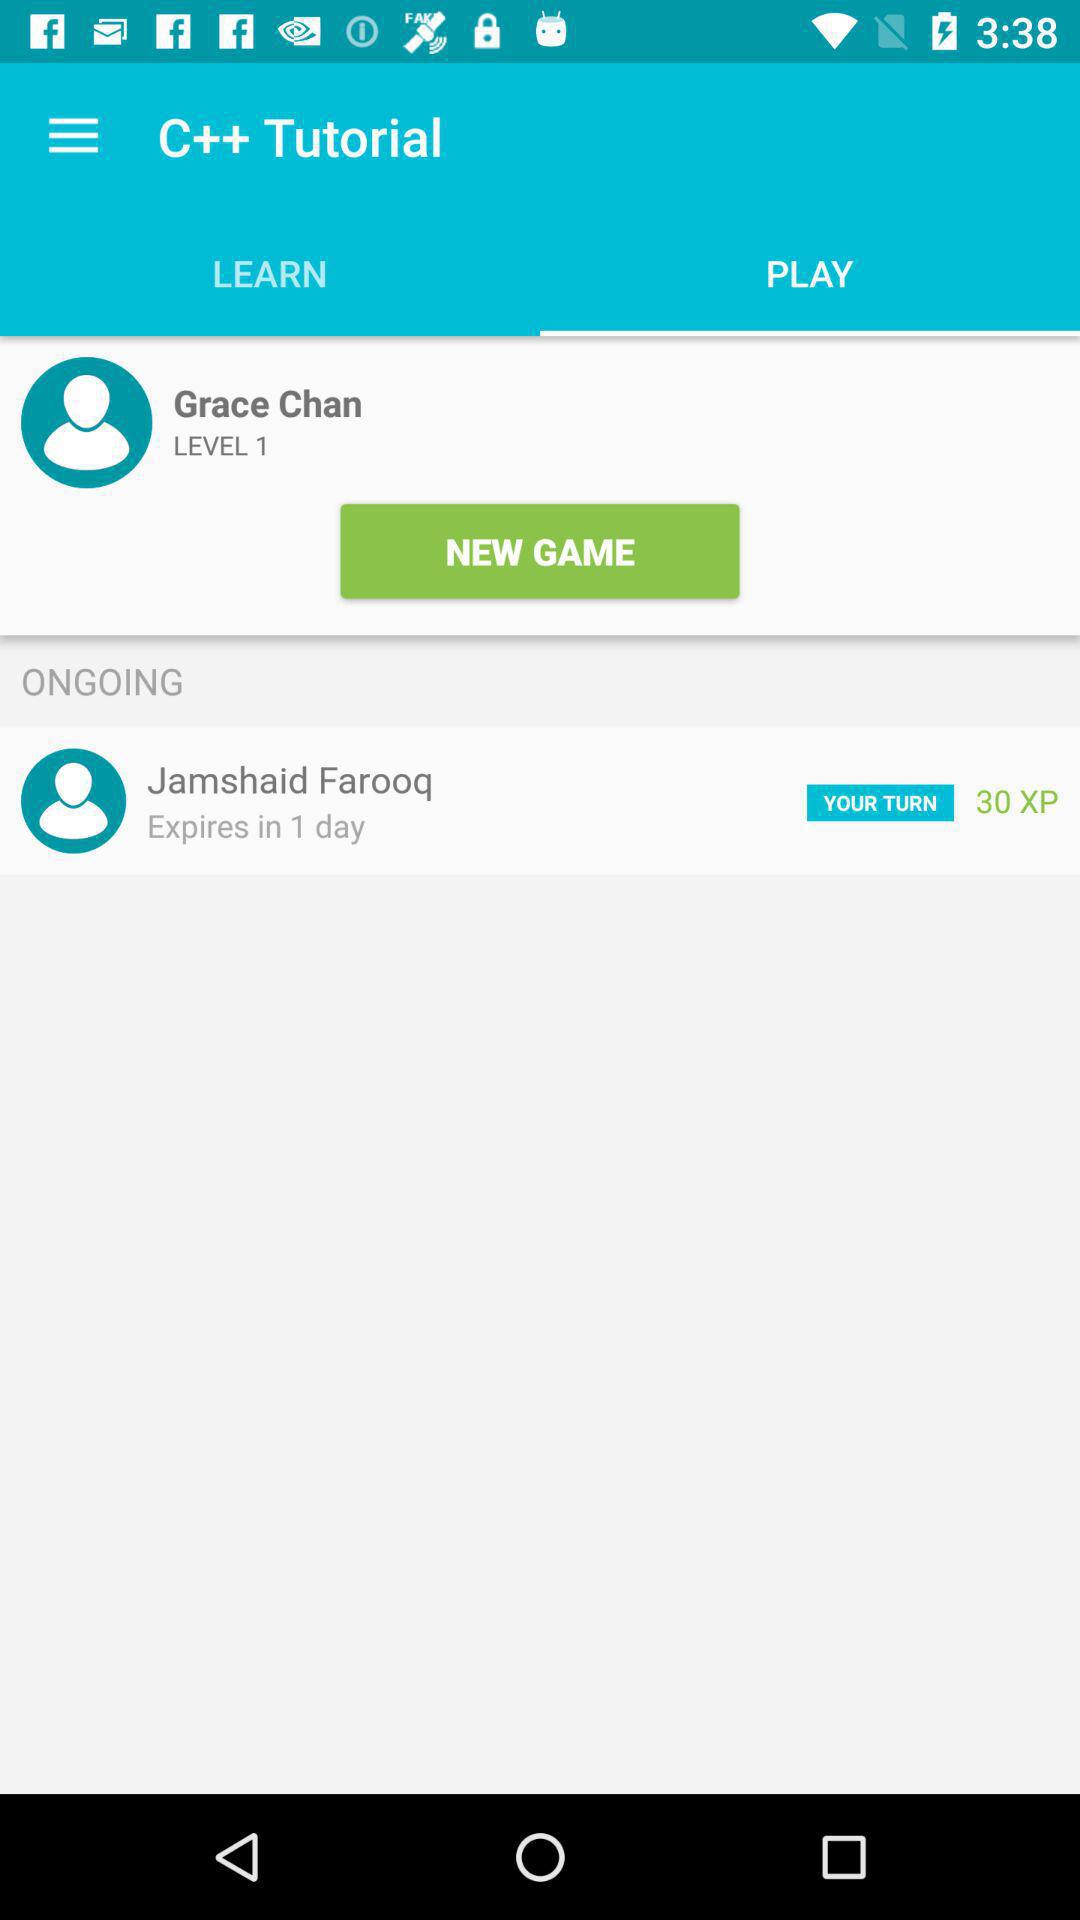 FAKE
3:38
C++ Tutorial
LEARN
PLAY
Grace Chan
LEVEL 1
NEW GAME
ONGOING
Jamshaid Farooq
Expires in 1 day
YOUR TURN
30 XP